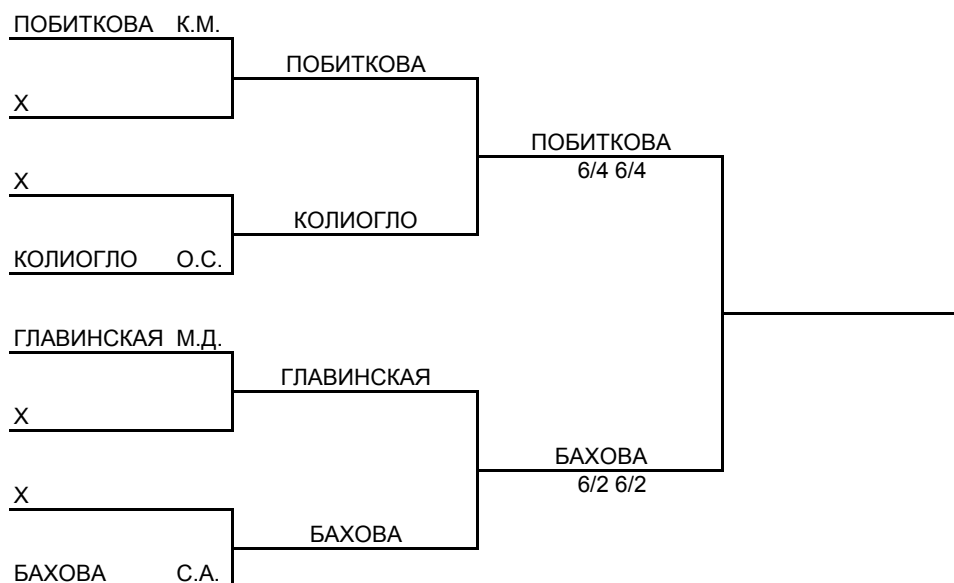 ПОБИТКОВА К.М.
ПОБИТКОВА
X
ПОБИТКОВА
6/4 6/4
X
КОЛИОГЛО
КОЛИОГЛО О.С.
ГЛАВИНСКАЯ М.Д.
ГЛАВИНСКАЯ
X
БАХОВА
6/2 6/2
X
БАХОВА
БАХОВА С.А.